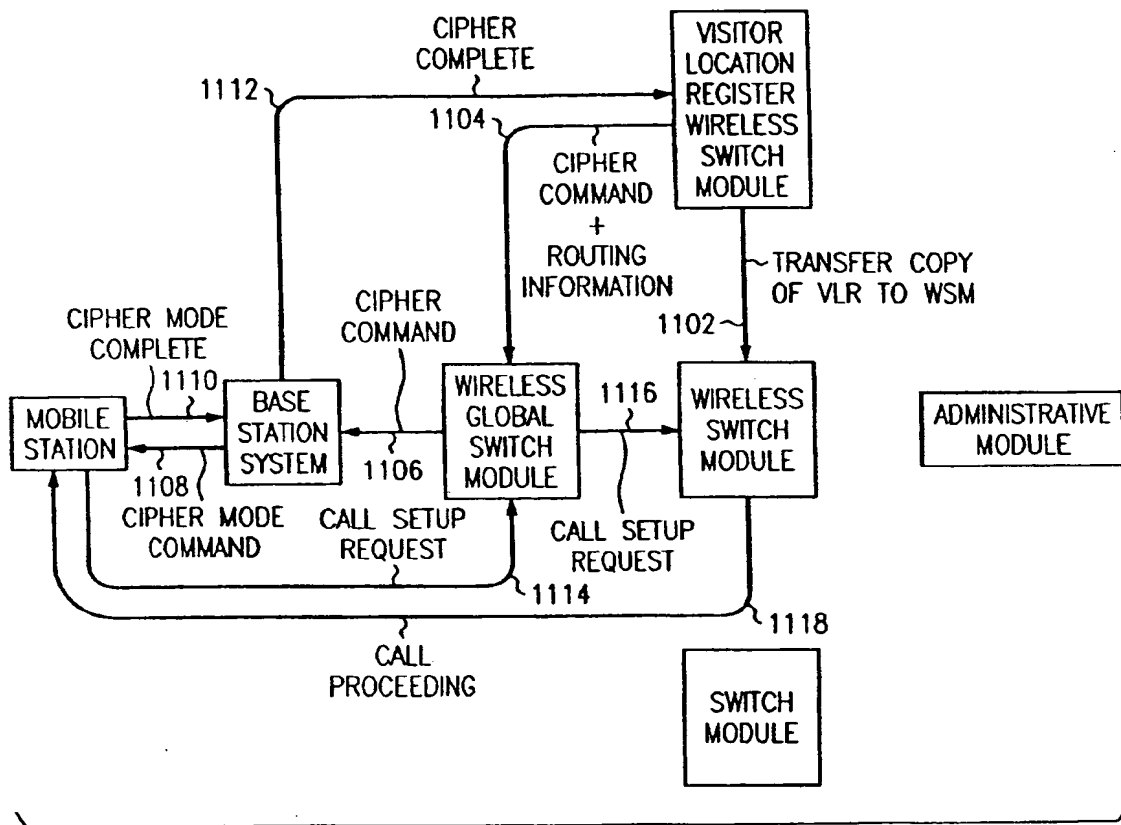 CIPHER
COMPLETE
1112
VISITOR
LOCATION
REGISTER
WIRELESS
SWITCH
MODULE
1104
CIPHER
COMMAND
+
ROUTING
INFORMATION
TRANSFER COPY
OF VLR TO WSM
1102
CIPHER MODE
COMPLETE
1110
CIPHER
COMMAND
MOBILE
STATION
BASE
STATION
SYSTEM
1106
WIRELESS
GLOBAL
SWITCH
MODULE
1116
WIRELESS
SWITCH
MODULE
ADMINISTRATIVE
MODULE
1108
CIPHER MODE
COMMAND
CALL SETUP
REQUEST
CALL SETUP
REQUEST
1114
1118
CALL
PROCEEDING
SWITCH
MODULE